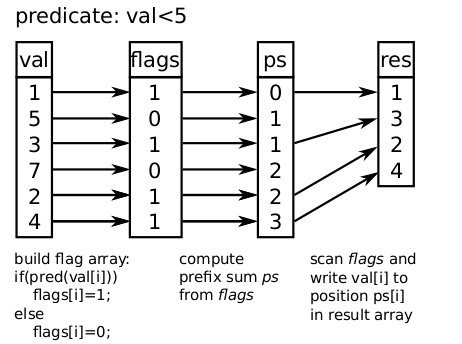 predicate: val<5
val flags ps res
1 1 0 1
5 0 1 3
3 1 1 2
7 0 2 4
2 1 2
4 1 3
build flag array:
if(pred(val[i]))
flags[i]=1;
else
flags[i]=0;
compute
prefix sum ps
from flags
scan flags and
write val[i] to
position ps[i]
in result array